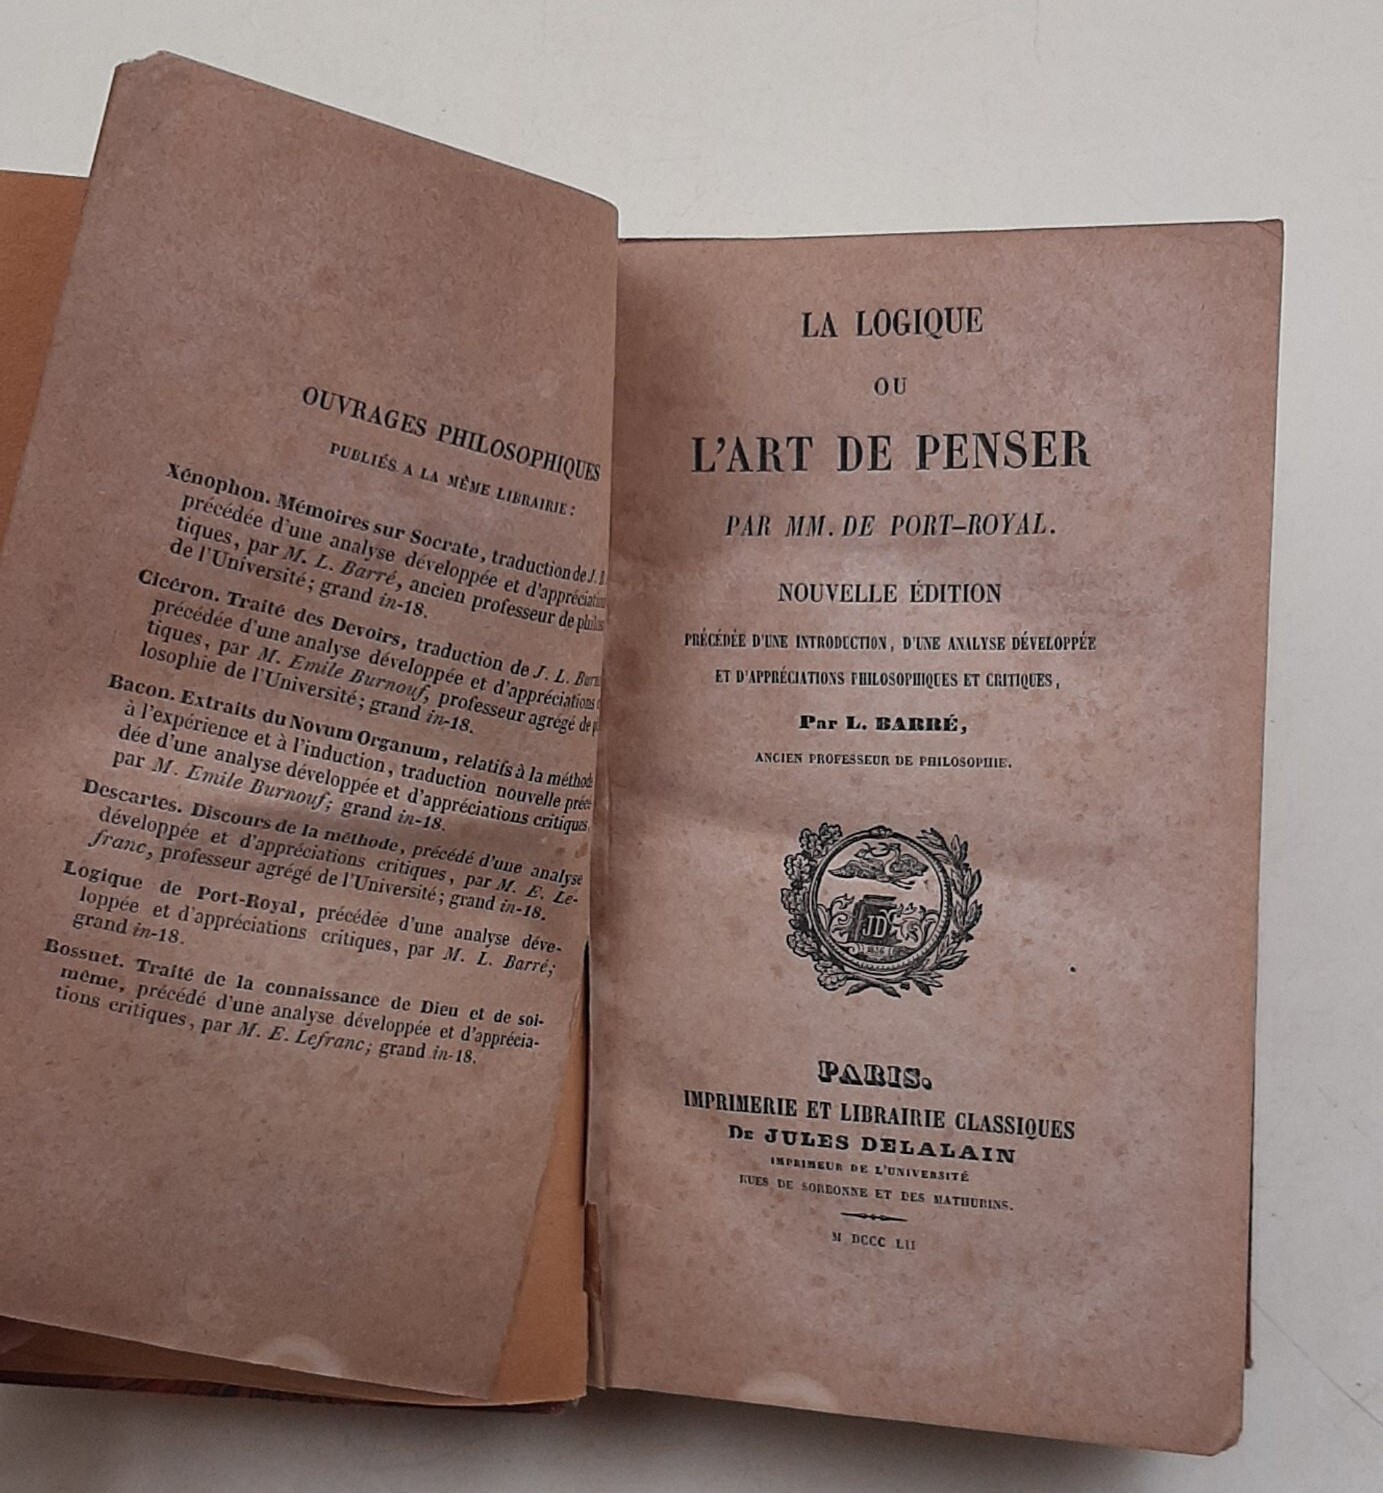 OUVRAGES PHILOSOPHIQUES
PUBLIÉS A LA MÊME LIBRAIRIE:
Xénophon. Mémoires sur Socrate, traduction de J. B.
précédée d'une analyse développée et d'appréciation
tiques, par M. L. Barré, ancien professeur de philos
de l'Université; grand in-18.
Cicéron. Traité des Devoirs, traduction de J. L. Burn
précédée d'une analyse développée et d'appréciations
tiques, par M. Emile Burnouf, professeur agrégé de
losophie de l'Université; grand in-18.
Bacon. Extraits du Novum Organum, relatifs à la méthode
à l'expérience et à l'induction, traduction nouvelle précé
dée d'une analyse développée et d'appréciations critiques,
par M. Emile Burnouf; grand in-18.
Descartes. Discours de la méthode, précédé d'une analyse
développée et d'appréciations critiques, par M. E. Le-
franc, professeur agrégé de l'Université; grand in-18.
Logique de Port-Royal, précédée d'une analyse déve-
loppée et d'appréciations critiques, par M. L. Barré;
grand in-18.
Bossuet. Traité de la connaissance de Dieu et de soi-
même, précédé d'une analyse développée et d'apprécia-
tions critiques, par M. E. Lefranc; grand in-18.
LA LOGIQUE
OU
L'ART DE PENSER
PAR MM. DE PORT-ROYAL.
NOUVELLE ÉDITION
PRÉCÉDÉE D'UNE INTRODUCTION, D'UNE ANALYSE DÉVELOPPÉE
ET D'APPRÉCIATIONS PHILOSOPHIQUES ET CRITIQUES,
Par L. BARRÉ,
ANCIEN PROFESSEUR DE PHILOSOPHIE.
JD
PARIS.
IMPRIMERIE ET LIBRAIRIE CLASSIQUES
DE JULES DELALAIN
IMPRIMEUR DE L'UNIVERSITÉ
RUES DE SORBONNE ET DES MATHURINS.
M DCCC LII